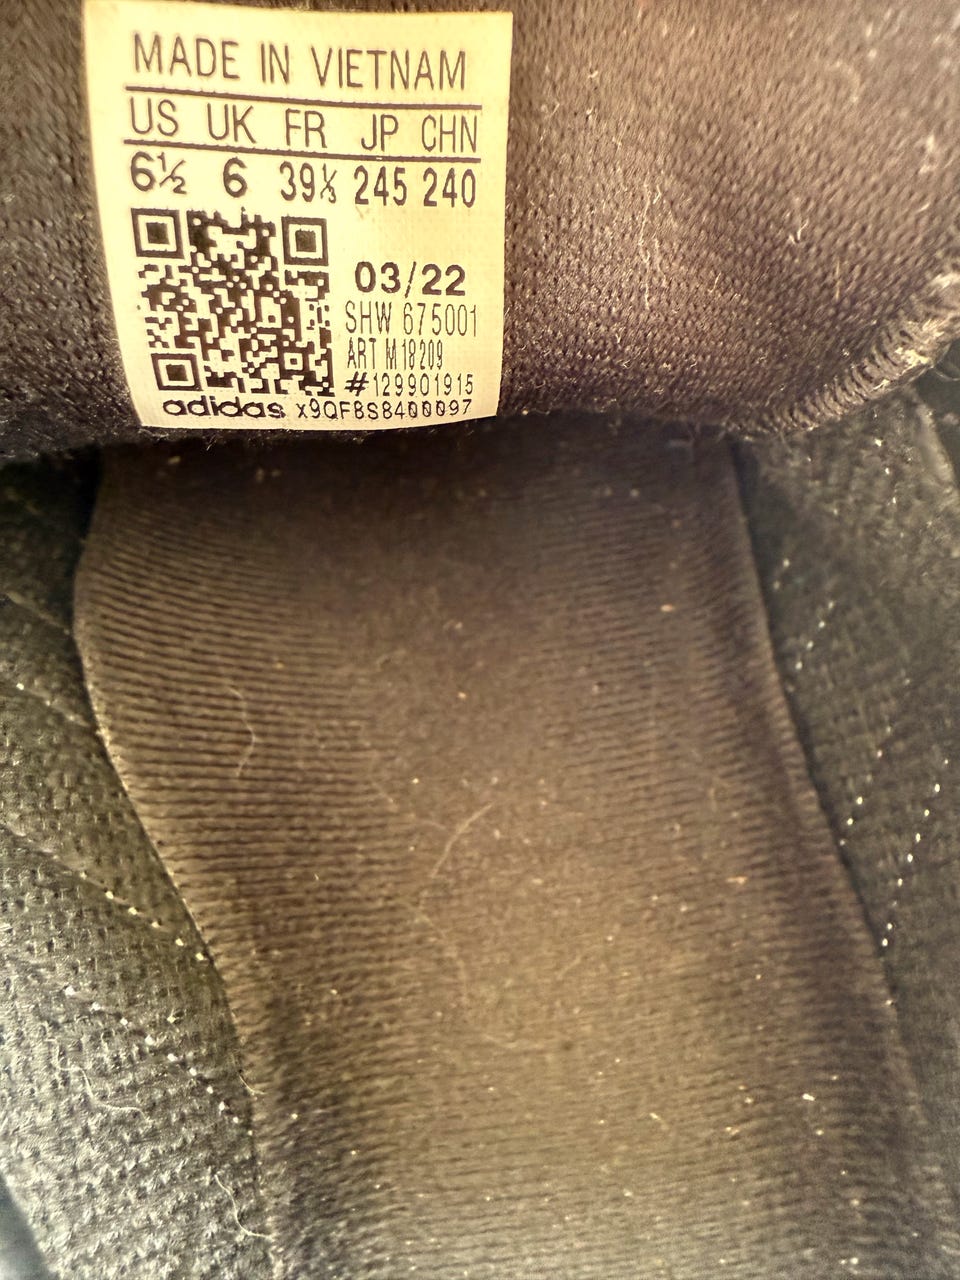 MADE IN VIETNAM
US UK FR JP CHN
6½ 6 39⅓ 245 240
03/22
SHW 675001
ART M18209
#129901915
adidas x9QF8S8400097